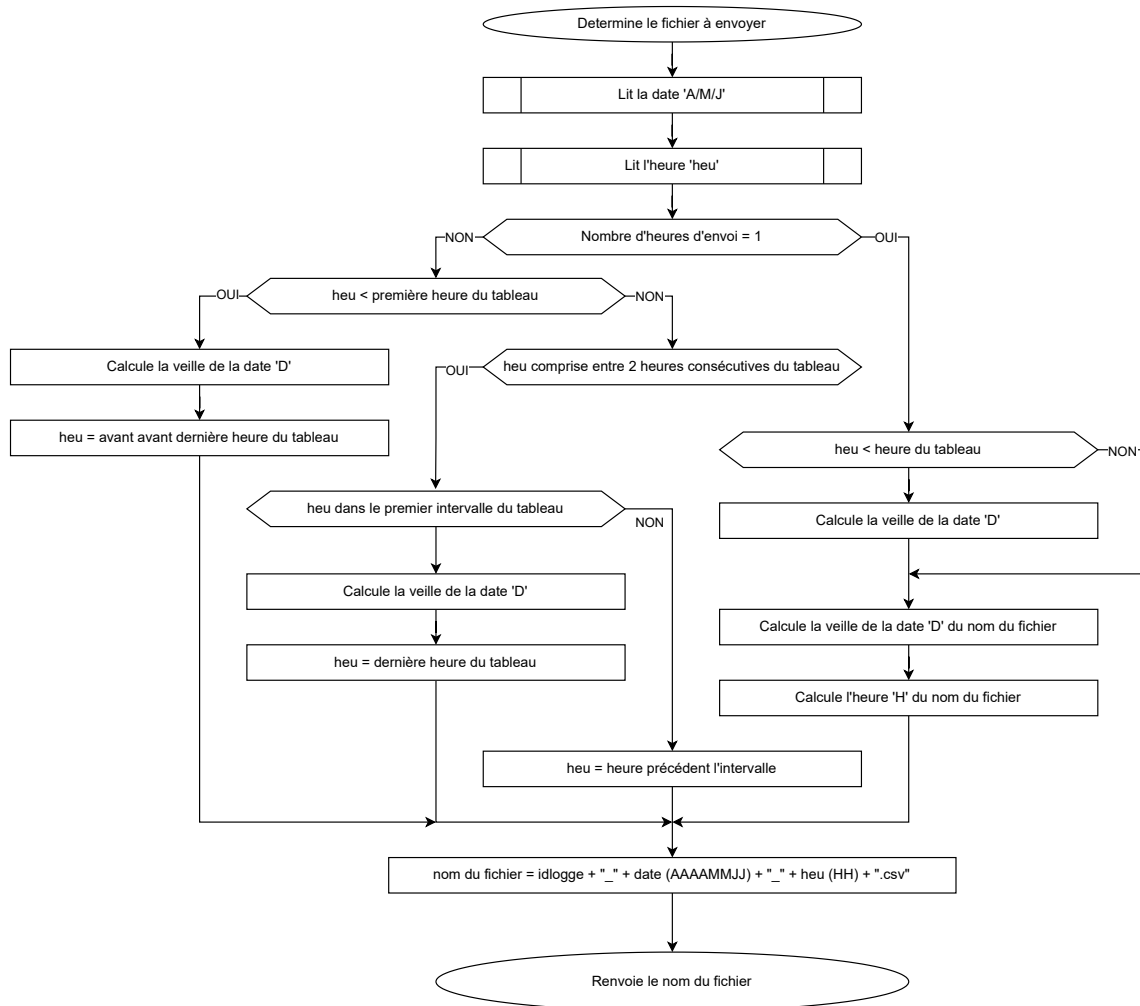 Determine le fichier à envoyer
Lit la date 'A/M/J'
Lit l'heure 'heu'
NON
Nombre d'heures d'envoi = 1
OUI
OUI
heu < première heure du tableau
NON
Calcule la veille de la date 'D'
OUI
heu comprise entre 2 heures consécutives du tableau
heu = avant avant dernière heure du tableau
heu < heure du tableau
NON
heu dans le premier intervalle du tableau
NON
Calcule la veille de la date 'D'
Calcule la veille de la date 'D'
Calcule la veille de la date 'D' du nom du fichier
heu = dernière heure du tableau
Calcule l'heure 'H' du nom du fichier
heu = heure précédent l'intervalle
nom du fichier = idlogge + "_" + date (AAAAMMJJ) + "_" + heu (HH) + ".csv"
Renvoie le nom du fichier